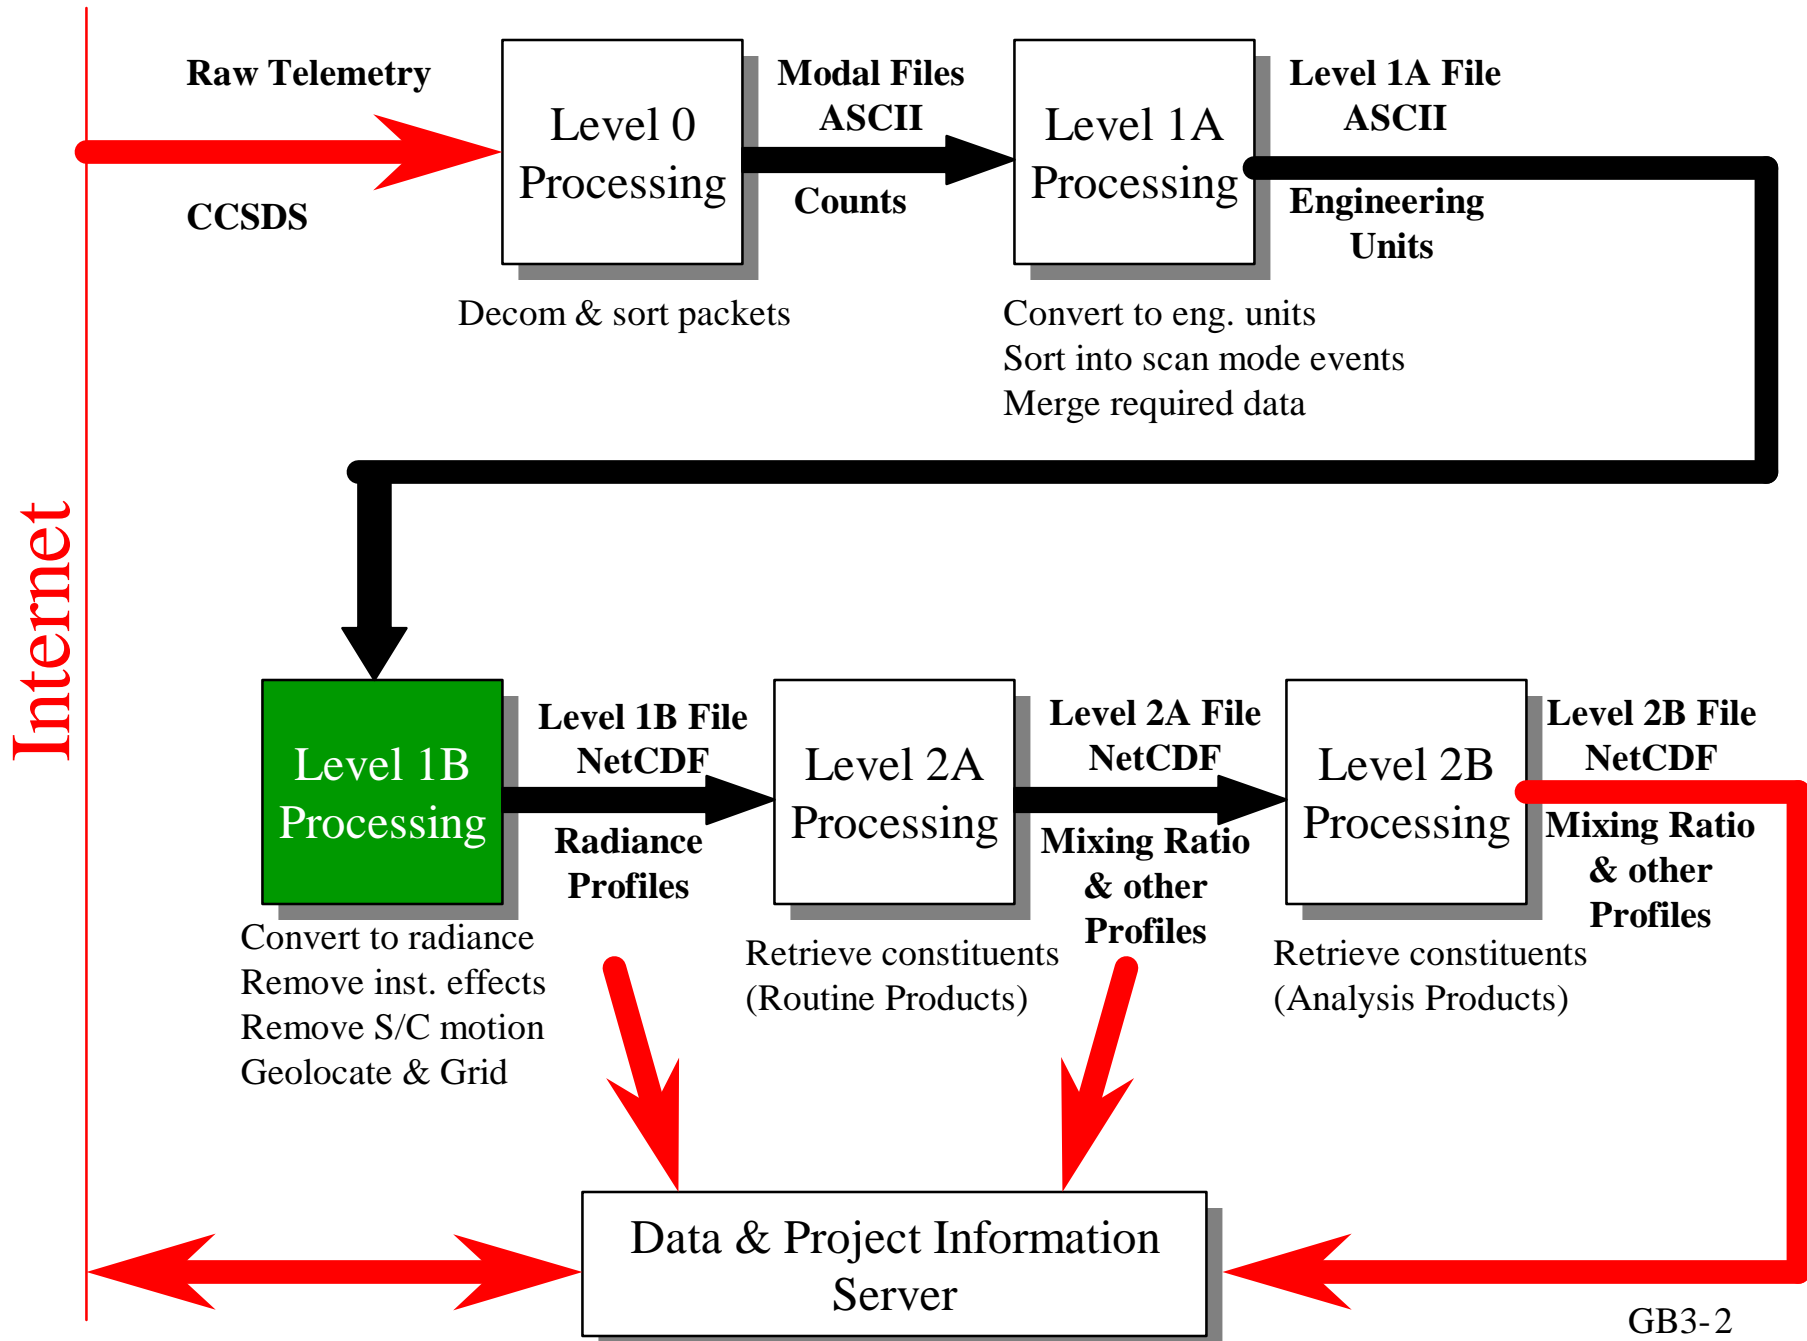 Internet
Raw Telemetry
CCSDS
Level 0
Processing
Decom & sort packets
Modal Files
ASCII
Counts
Level 1A
Processing
Convert to eng. units
Sort into scan mode events
Merge required data
Level 1A File
ASCII
Engineering
Units
Level 1B
Processing
Convert to radiance
Remove inst. effects
Remove S/C motion
Geolocate & Grid
Level 1B File
NetCDF
Radiance
Profiles
Level 2A
Processing
Retrieve constituents
(Routine Products)
Level 2A File
NetCDF
Mixing Ratio
& other
Profiles
Level 2B
Processing
Retrieve constituents
(Analysis Products)
Level 2B File
NetCDF
Mixing Ratio
& other
Profiles
Data & Project Information
Server
GB3-2